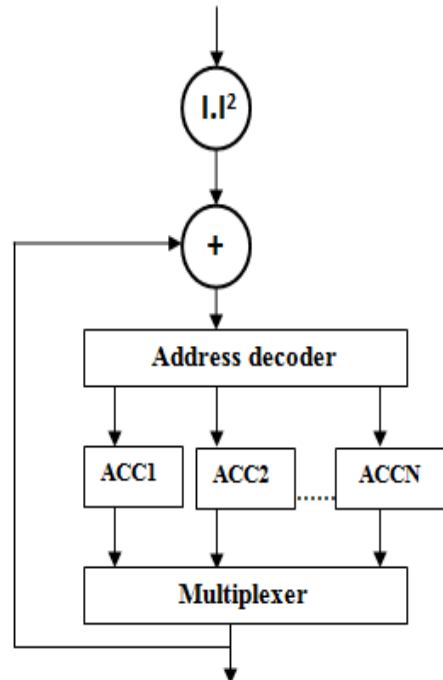 |.|²
+
Address decoder
ACC1 ACC2 ...... ACCN
Multiplexer